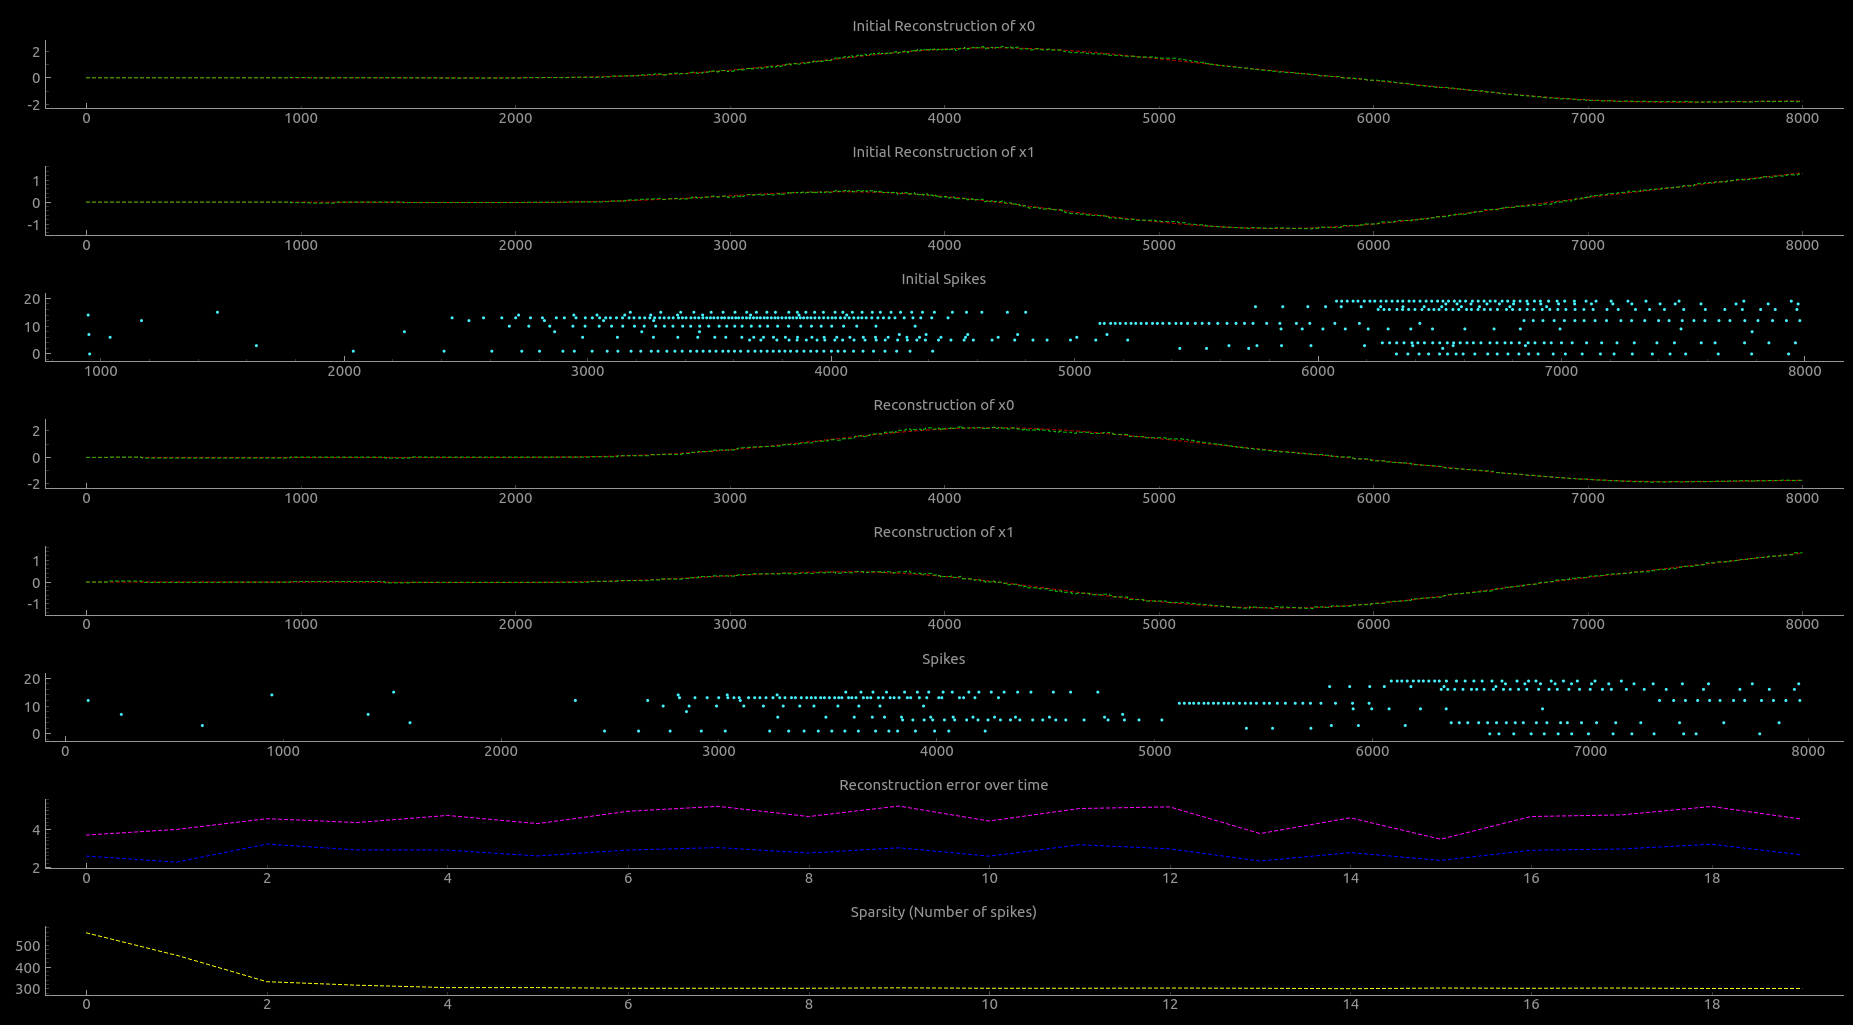 Initial Reconstruction of x0
2
0
-2
0 1000 2000 3000 4000 5000 6000 7000 8000
Initial Reconstruction of x1
1
0
-1
0 1000 2000 3000 4000 5000 6000 7000 8000
Initial Spikes
20
10
0
1000 2000 3000 4000 5000 6000 7000 8000
Reconstruction of x0
2
0
-2
0 1000 2000 3000 4000 5000 6000 7000 8000
Reconstruction of x1
1
0
-1
0 1000 2000 3000 4000 5000 6000 7000 8000
Spikes
20
10
0
0 1000 2000 3000 4000 5000 6000 7000 8000
Reconstruction error over time
4
2
0 2 4 6 8 10 12 14 16 18
Sparsity (Number of spikes)
500
400
300
0 2 4 6 8 10 12 14 16 18